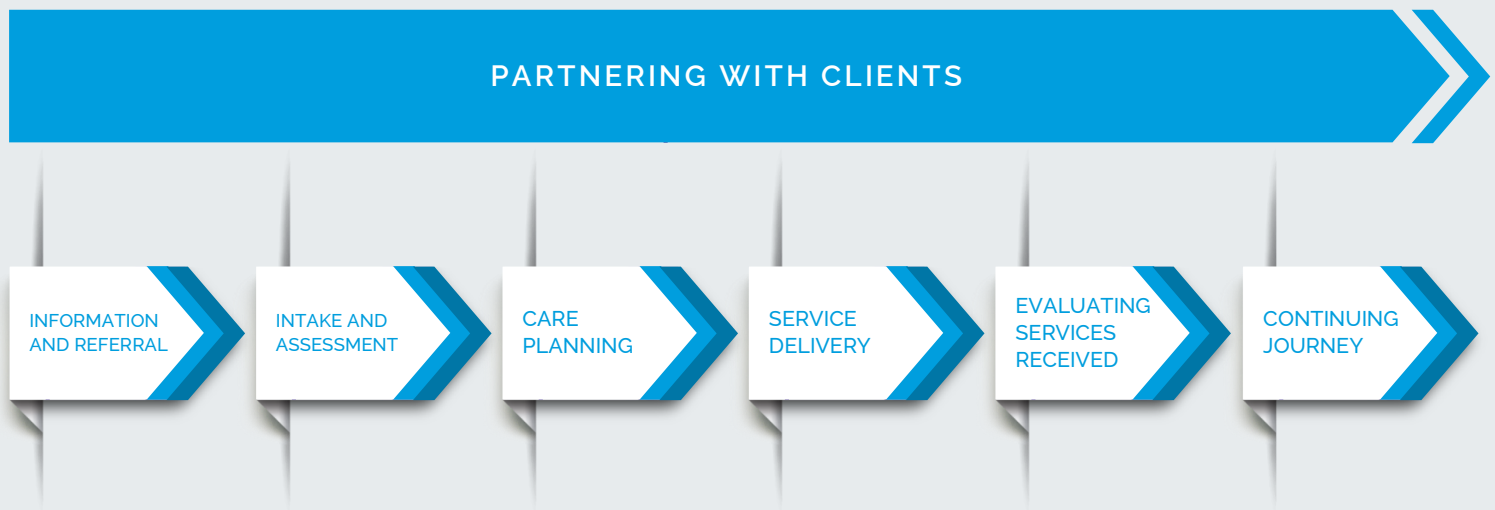 PARTNERING WITH CLIENTS
INFORMATION
AND REFERRAL
INTAKE AND
ASSESSMENT
CARE
PLANNING
SERVICE
DELIVERY
EVALUATING
SERVICES
RECEIVED
CONTINUING
JOURNEY